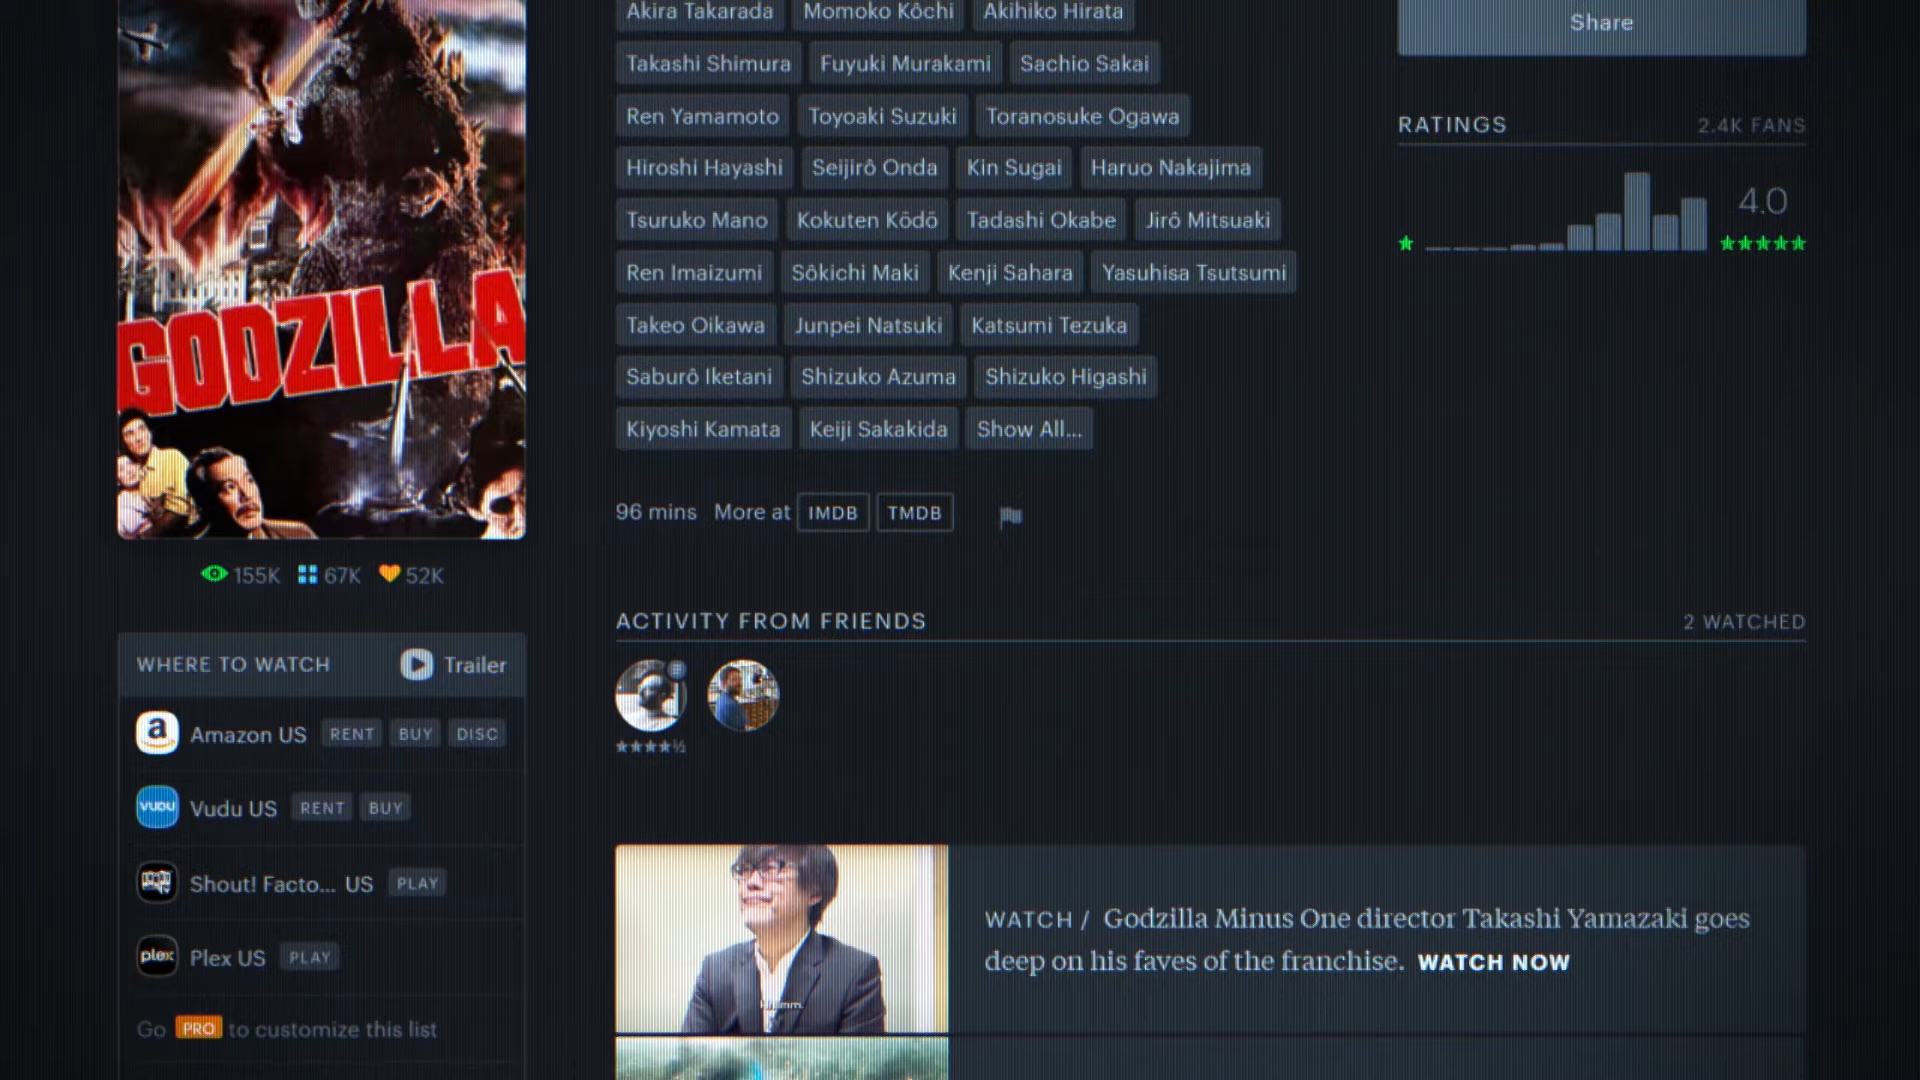 Akira Takarada Momoko Kôchi Akihiko Hirata
Takashi Shimura Fuyuki Murakami Sachio Sakai
Ren Yamamoto Toyoaki Suzuki Toranosuke Ogawa
Hiroshi Hayashi Seijirô Onda Kin Sugai Haruo Nakajima
Tsuruko Mano Kokuten Kōdō Tadashi Okabe Jirô Mitsuaki
Ren Imaizumi Sôkichi Maki Kenji Sahara Yasuhisa Tsutsumi
Takeo Oikawa Junpei Natsuki Katsumi Tezuka
Saburô Iketani Shizuko Azuma Shizuko Higashi
Kiyoshi Kamata Keiji Sakakida Show All...
96 mins More at IMDB TMDB
GODZILLA
155K 67K 52K
WHERE TO WATCH Trailer
a Amazon US RENT BUY DISC
VUDU Vudu US RENT BUY
Shout! Facto... US PLAY
plex Plex US PLAY
Go PRO to customize this list
ACTIVITY FROM FRIENDS 2 WATCHED
★★★★½
WATCH / Godzilla Minus One director Takashi Yamazaki goes
deep on his faves of the franchise. WATCH NOW
Share
RATINGS 2.4K FANS
4.0
★ ★★★★★